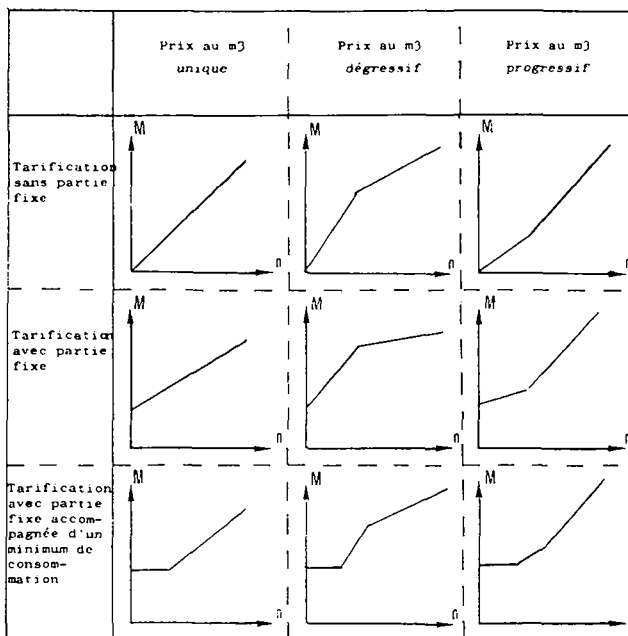 Prix au m3
unique
Prix au m3
dégressif
Prix au m3
progressif
Tarification
sans partie
fixe
M
n
M
n
M
n
Tarification
avec partie
fixe
M
n
M
n
M
n
Tarification
avec partie
fixe accom-
pagnée d'un
minimum de
consom-
mation
M
n
M
n
M
n